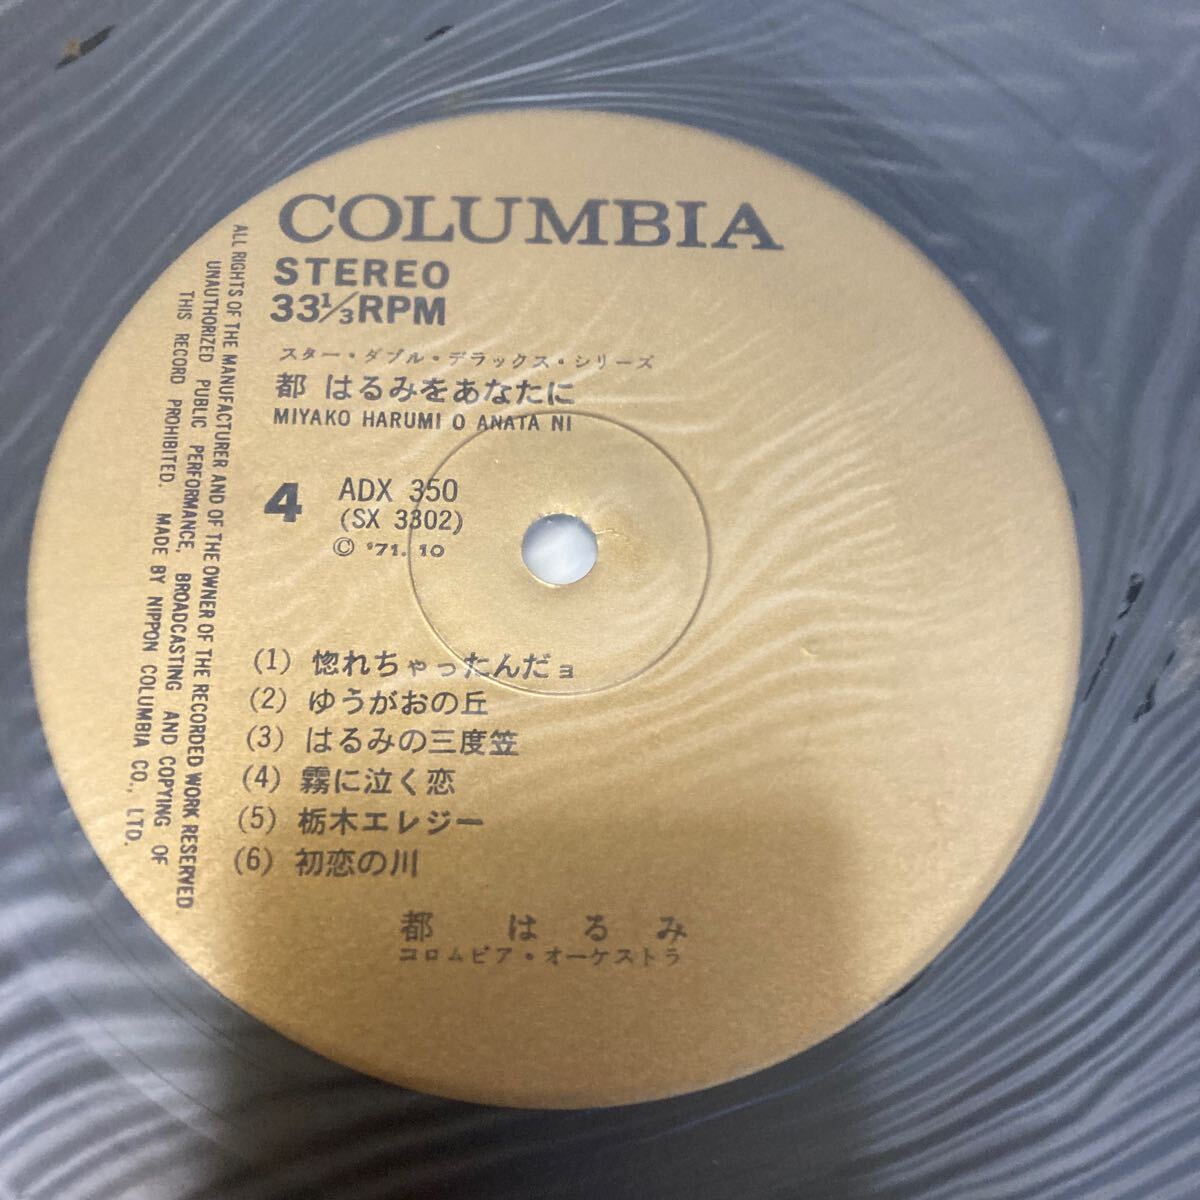 COLUMBIA
STEREO
33⅓RPM
スター・ダブル・デラックス・シリーズ
都 はるみをあなたに
MIYAKO HARUMI O ANATA NI
4
ADX 350
(SX 3302)
© '71.10
(1) 惚れちゃったんだョ
(2) ゆうがおの丘
(3) はるみの三度笠
(4) 霧に泣く恋
(5) 栃木エレジー
(6) 初恋の川
都 はるみ
コロムビア・オーケストラ
ALL RIGHTS OF THE MANUFACTURER AND OF THE OWNER OF THE RECORDED WORK RESERVED
UNAUTHORIZED PUBLIC PERFORMANCE, BROADCASTING AND COPYING OF
THIS RECORD PROHIBITED. MADE BY NIPPON COLUMBIA CO., LTD.